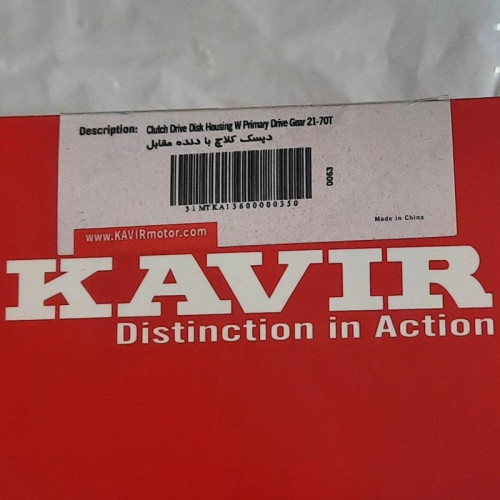 Description: Clutch Drive Disk Housing W Primary Drive Gear 21-70T
دیسک کلاچ با دنده مقابل
31MTKA13600000350
0063
Made in China
www.KAVIRmotor.com
KAVIR
Distinction in Action